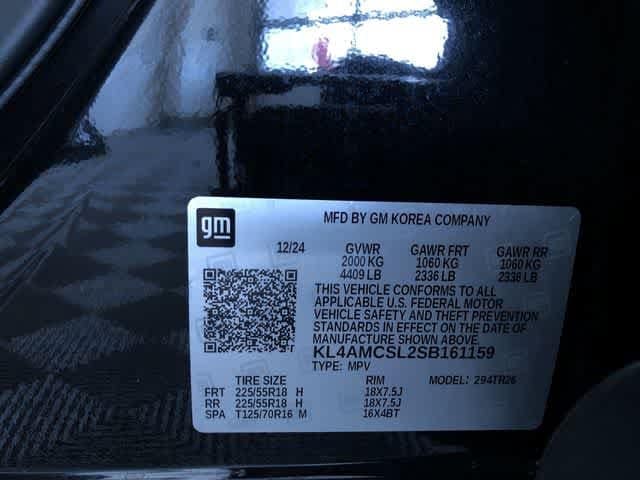 gm
MFD BY GM KOREA COMPANY
12/24 GVWR GAWR FRT GAWR RR
2000 KG 1060 KG 1060 KG
4409 LB 2336 LB 2336 LB
THIS VEHICLE CONFORMS TO ALL
APPLICABLE U.S. FEDERAL MOTOR
VEHICLE SAFETY AND THEFT PREVENTION
STANDARDS IN EFFECT ON THE DATE OF
MANUFACTURE SHOWN ABOVE.
KL4AMCSL2SB161159
TYPE: MPV
TIRE SIZE RIM MODEL: 294TR26
FRT 225/55R18 H 18X7.5J
RR 225/55R18 H 18X7.5J
SPA T125/70R16 M 16X4BT